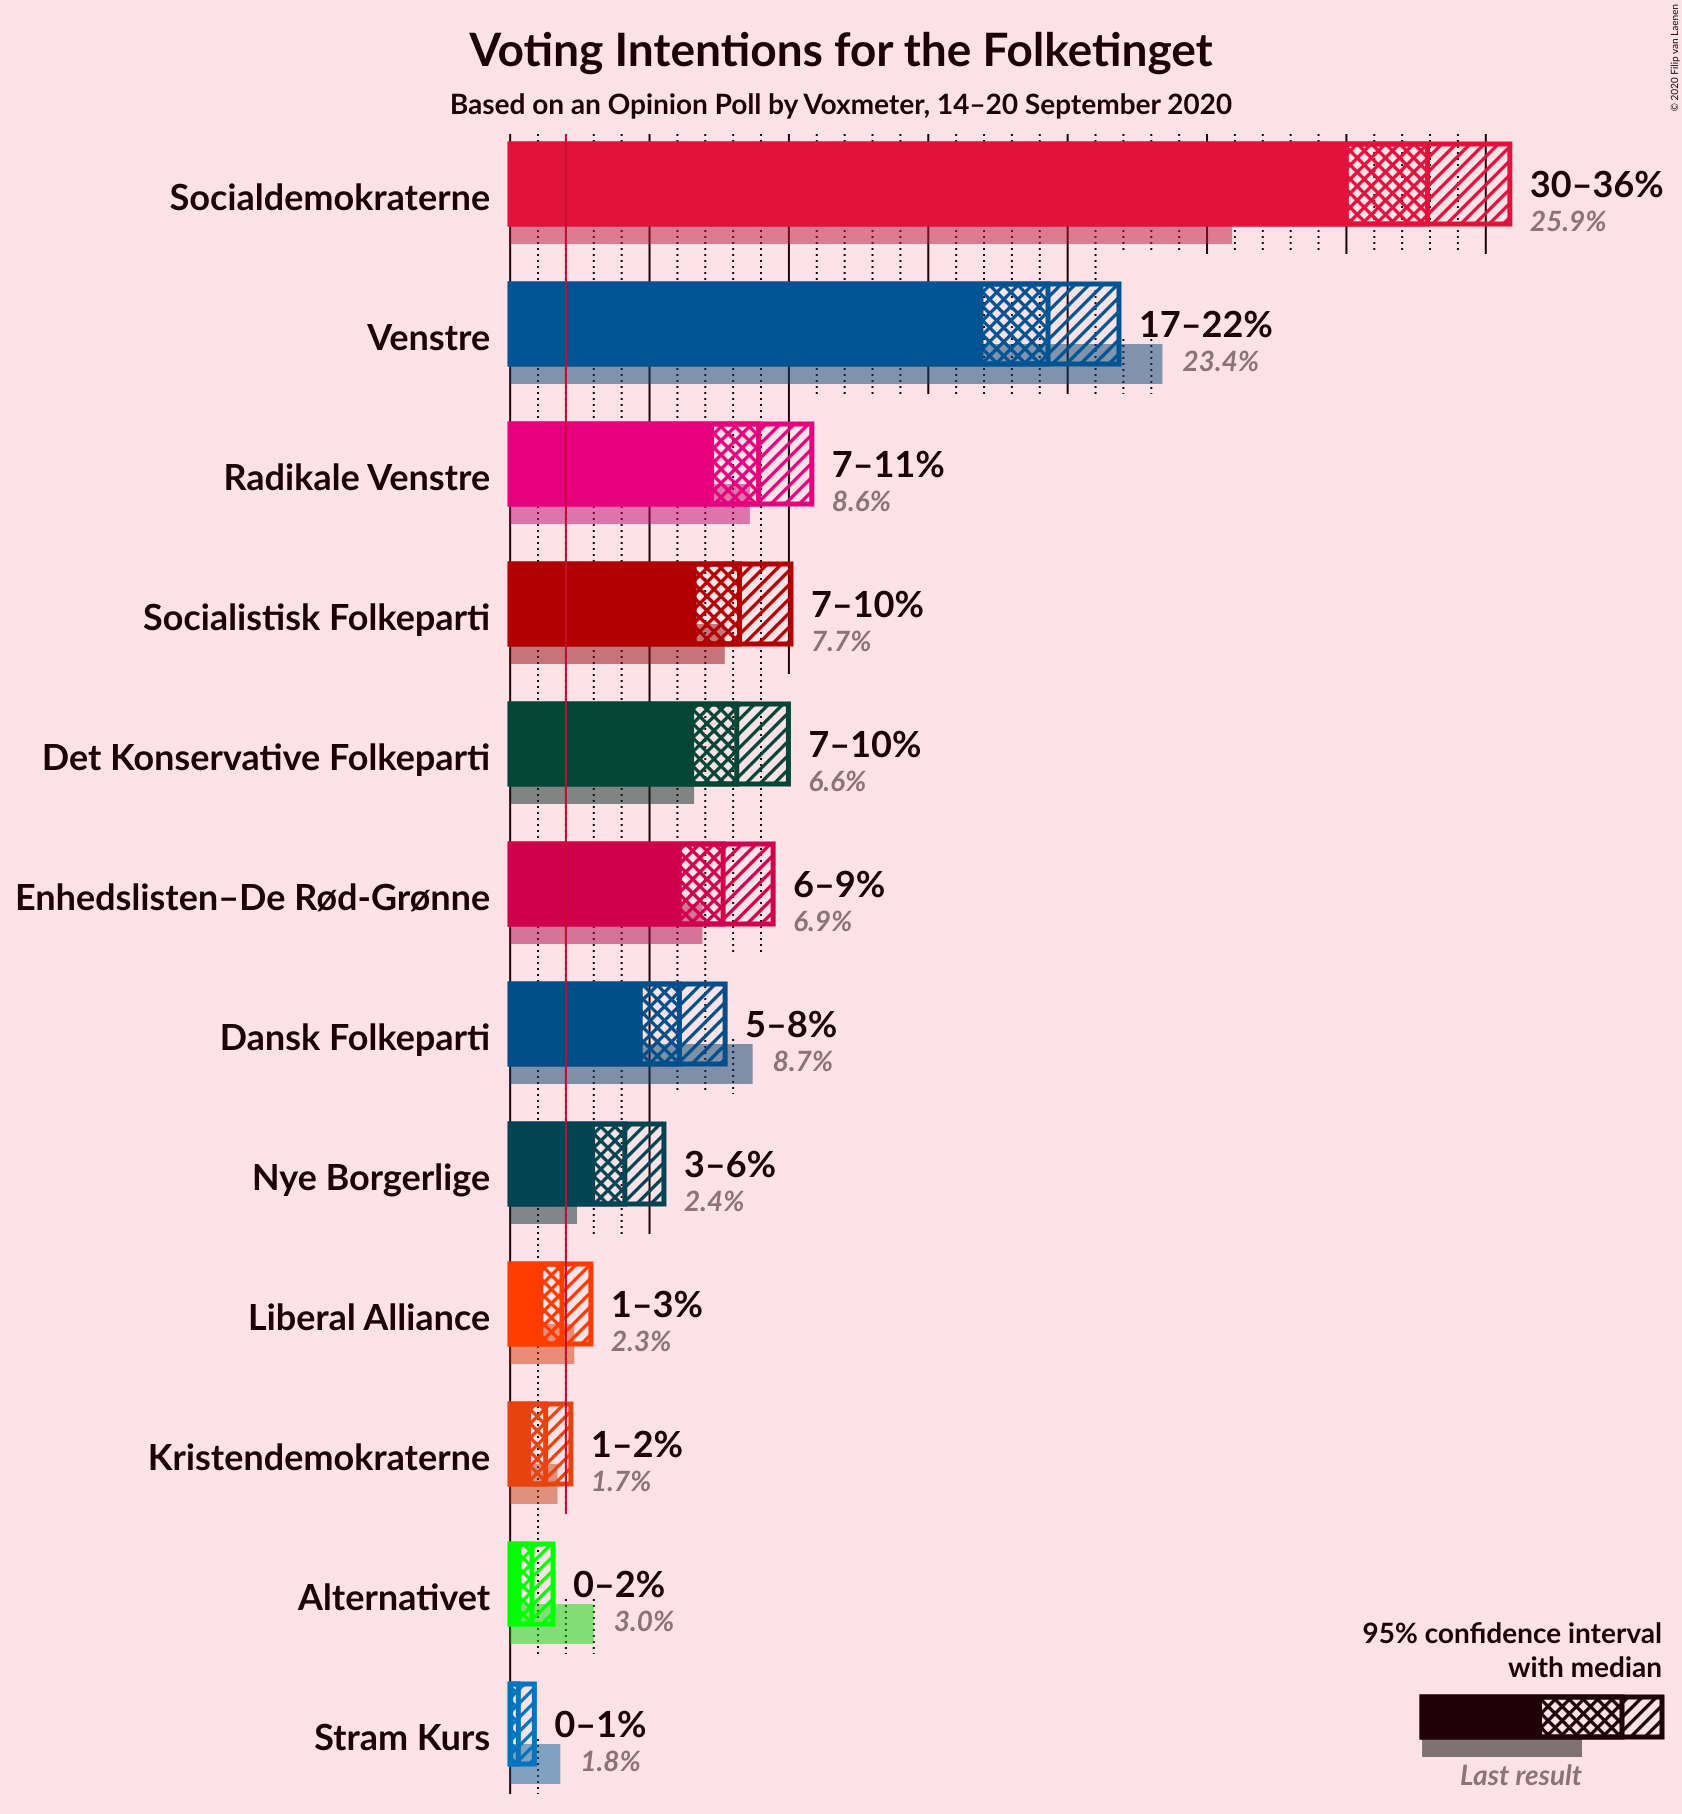 © 2020 Filip van Laenen
Voting Intentions for the Folketinget
Based on an Opinion Poll by Voxmeter, 14–20 September 2020
Socialdemokraterne
30–36%
25.9%
Venstre
17–22%
23.4%
Radikale Venstre
7–11%
8.6%
Socialistisk Folkeparti
7–10%
7.7%
Det Konservative Folkeparti
7–10%
6.6%
Enhedslisten–De Rød-Grønne
6–9%
6.9%
Dansk Folkeparti
5–8%
8.7%
Nye Borgerlige
3–6%
2.4%
Liberal Alliance
1–3%
2.3%
Kristendemokraterne
1–2%
1.7%
Alternativet
0–2%
3.0%
Stram Kurs
0–1%
1.8%
95% confidence interval
with median
Last result